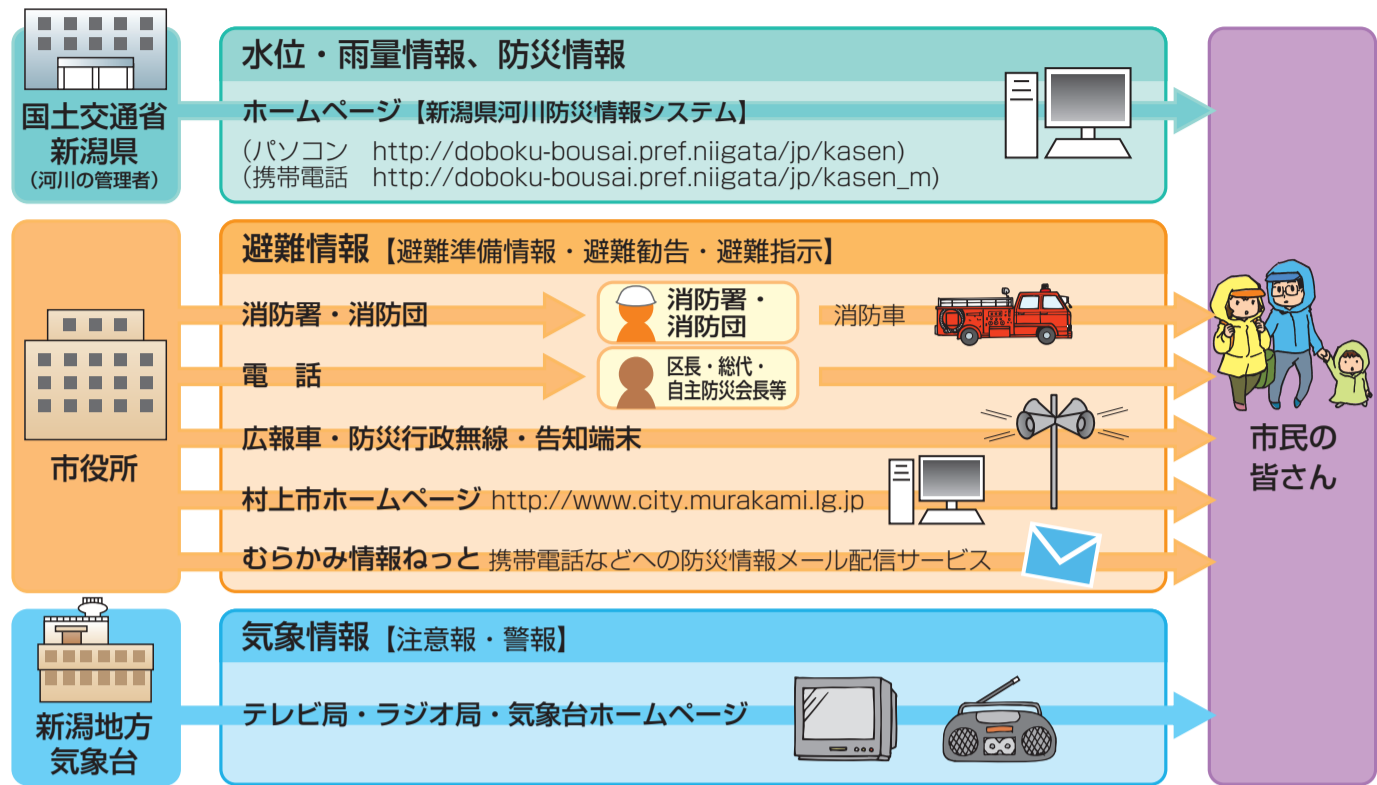 国土交通省
新潟県
(河川の管理者)
水位・雨量情報、防災情報
ホームページ【新潟県河川防災情報システム】
(パソコン　http://doboku-bousai.pref.niigata/jp/kasen)
(携帯電話　http://doboku-bousai.pref.niigata/jp/kasen_m)
市役所
避難情報【避難準備情報・避難勧告・避難指示】
消防署・消防団
消防署・
消防団
消防車
電　話
区長・総代・
自主防災会長等
広報車・防災行政無線・告知端末
村上市ホームページ http://www.city.murakami.lg.jp
むらかみ情報ねっと 携帯電話などへの防災情報メール配信サービス
新潟地方
気象台
気象情報【注意報・警報】
テレビ局・ラジオ局・気象台ホームページ
市民の
皆さん